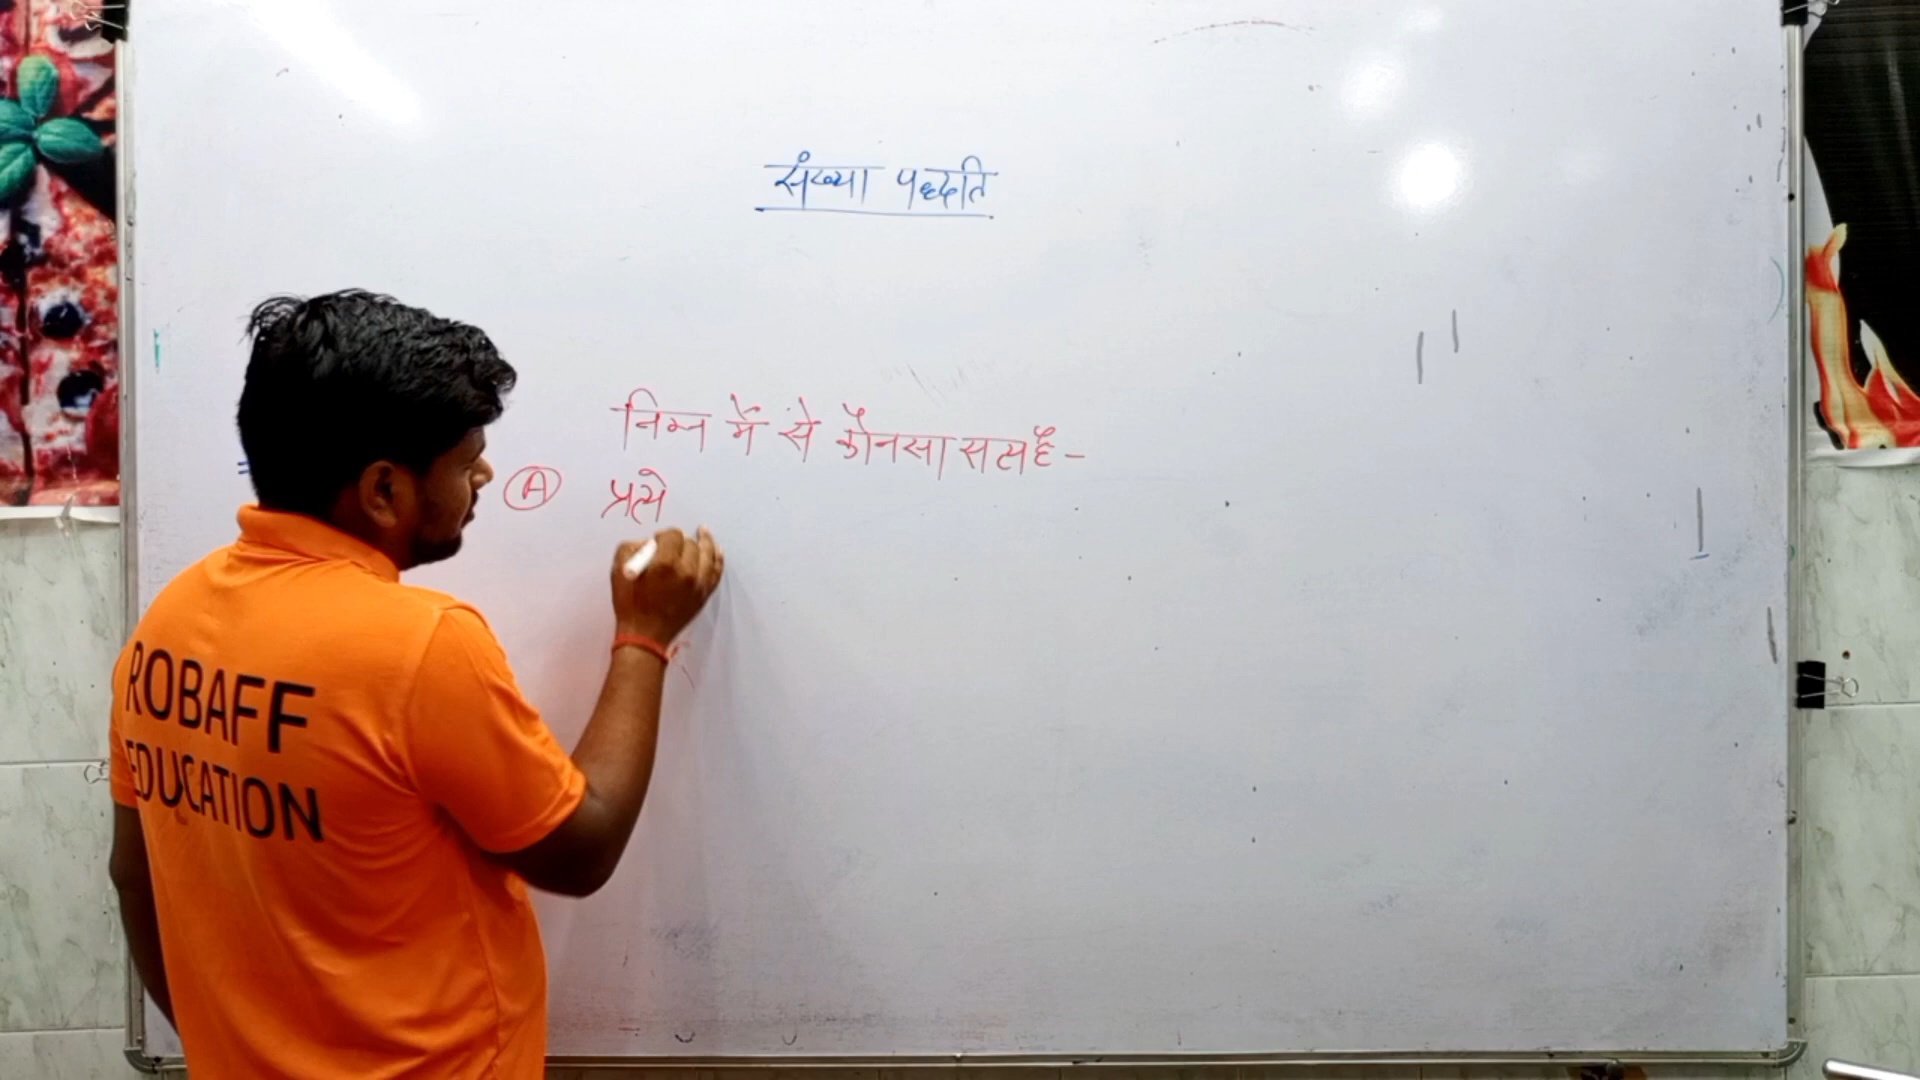 संख्या पद्धति
निम्न में से कौनसा सत्य है -
A प्रत्ये
ROBAFF
EDUCATION